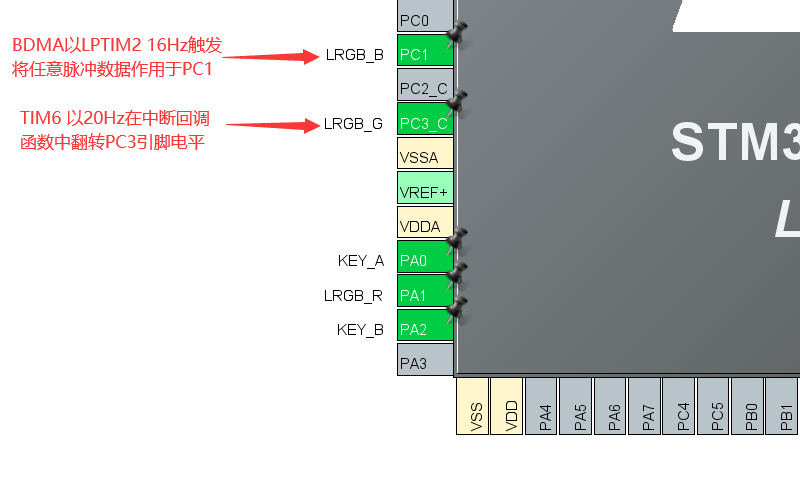 PC0
BDMA以LPTIM2 16Hz触发
将任意脉冲数据作用于PC1
LRGB_B
PC1
PC2_C
TIM6 以20Hz在中断回调
函数中翻转PC3引脚电平
LRGB_G
PC3_C
STM3
VSSA
VREF+
VDDA
L
KEY_A
PA0
LRGB_R
PA1
KEY_B
PA2
PA3
VSS
VDD
PA4
PA5
PA6
PA7
PC4
PC5
PB0
PB1